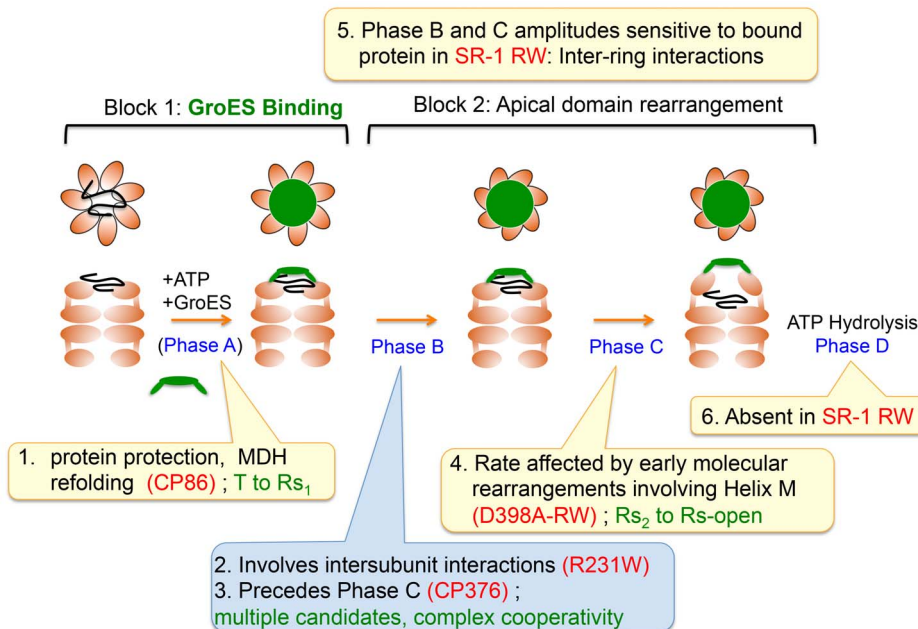 5. Phase B and C amplitudes sensitive to bound
protein in SR-1 RW: Inter-ring interactions
Block 1: GroES Binding
Block 2: Apical domain rearrangement
+ATP
+GroES
(Phase A)
Phase B
Phase C
ATP Hydrolysis
Phase D
6. Absent in SR-1 RW
1. protein protection, MDH
refolding (CP86) ; T to Rs1
4. Rate affected by early molecular
rearrangements involving Helix M
(D398A-RW) ; Rs2 to Rs-open
2. Involves intersubunit interactions (R231W)
3. Precedes Phase C (CP376) ;
multiple candidates, complex cooperativity